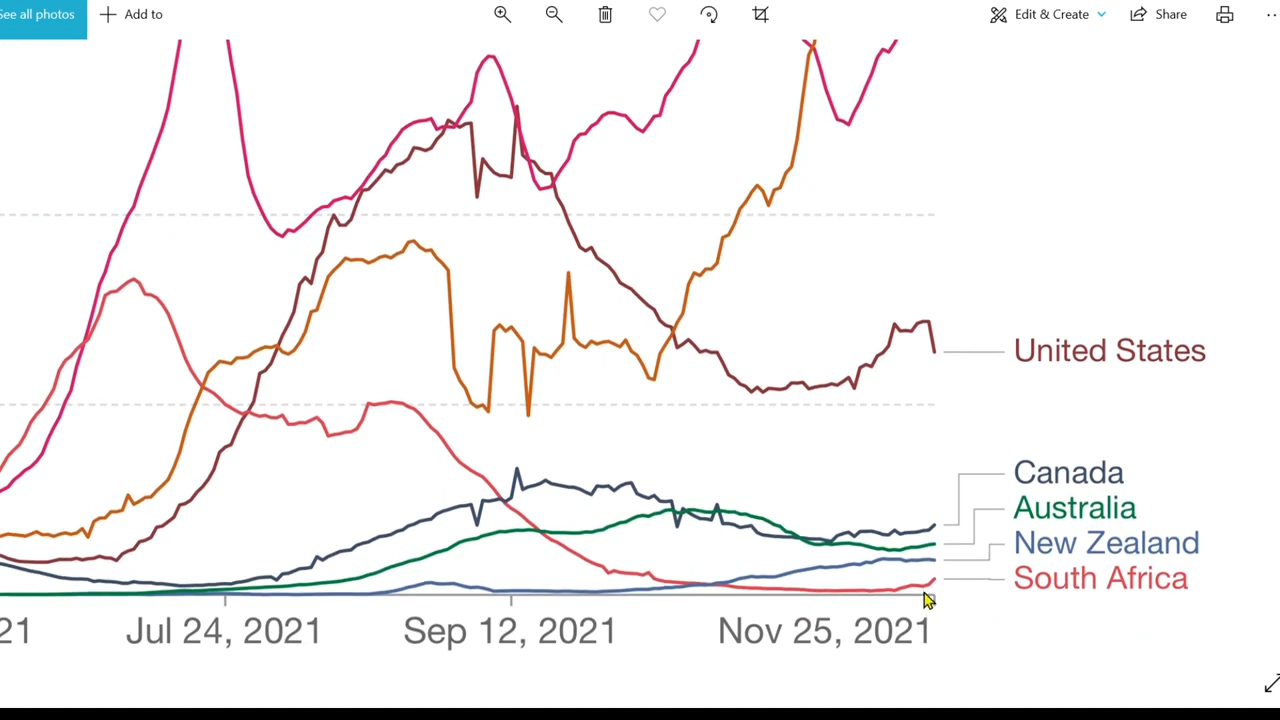 See all photos
Add to
Edit & Create
Share
United States
Canada
Australia
New Zealand
South Africa
21
Jul 24, 2021
Sep 12, 2021
Nov 25, 2021